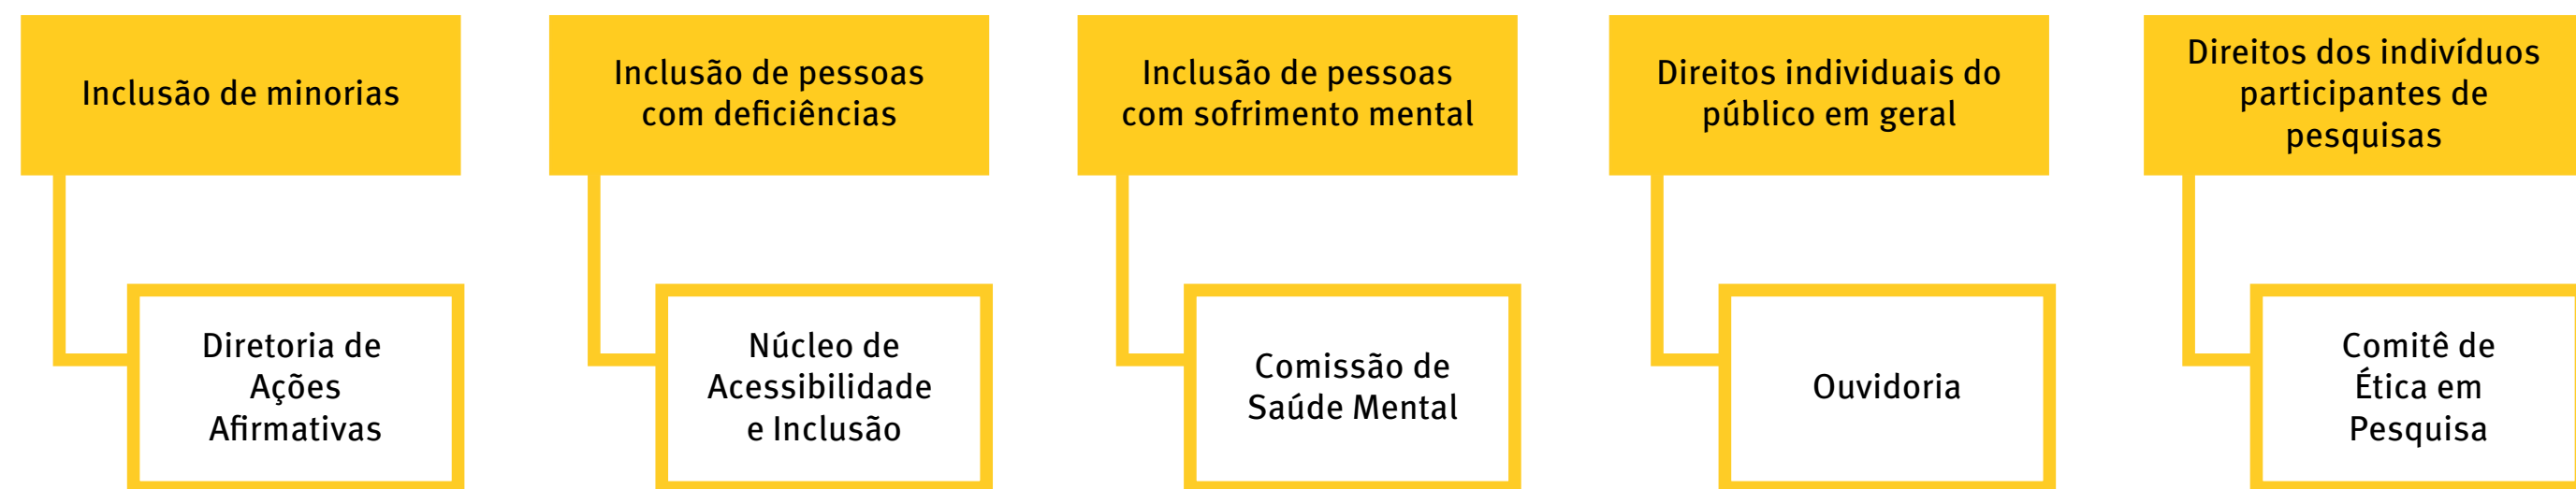 Inclusão de minorias
Inclusão de pessoas
com deficiências
Inclusão de pessoas
com sofrimento mental
Direitos individuais do
público em geral
Direitos dos indivíduos
participantes de
pesquisas
Diretoria de
Ações
Afirmativas
Núcleo de
Acessibilidade
e Inclusão
Comissão de
Saúde Mental
Ouvidoria
Comitê de
Ética em
Pesquisa